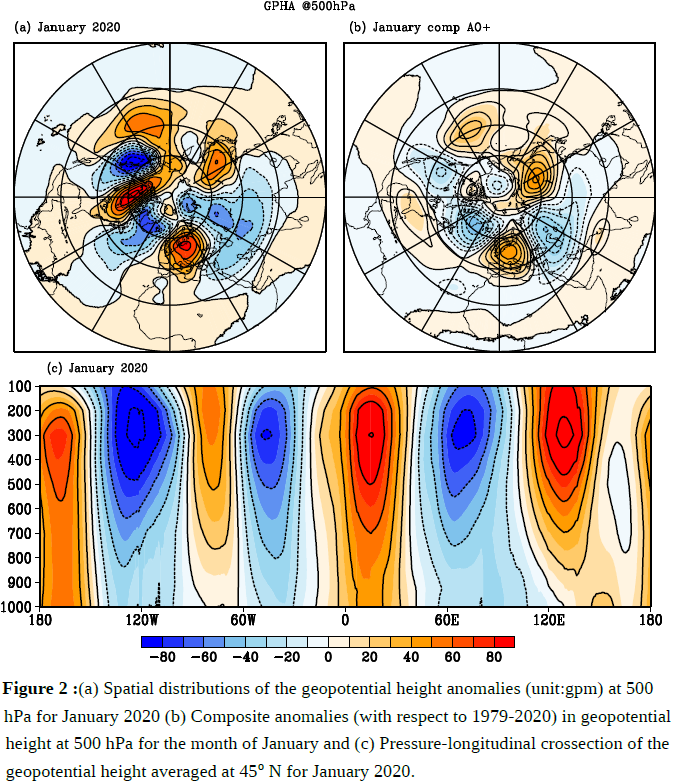 GPHA @500hPa
(a) January 2020
(b) January comp AO+
(c) January 2020
100
200
300
400
500
600
700
800
900
1000
180 120W 60W 0 60E 120E 180
−80 −60 −40 −20 0 20 40 60 80
Figure 2 :(a) Spatial distributions of the geopotential height anomalies (unit:gpm) at 500
hPa for January 2020 (b) Composite anomalies (with respect to 1979-2020) in geopotential
height at 500 hPa for the month of January and (c) Pressure-longitudinal crossection of the
geopotential height averaged at 45° N for January 2020.